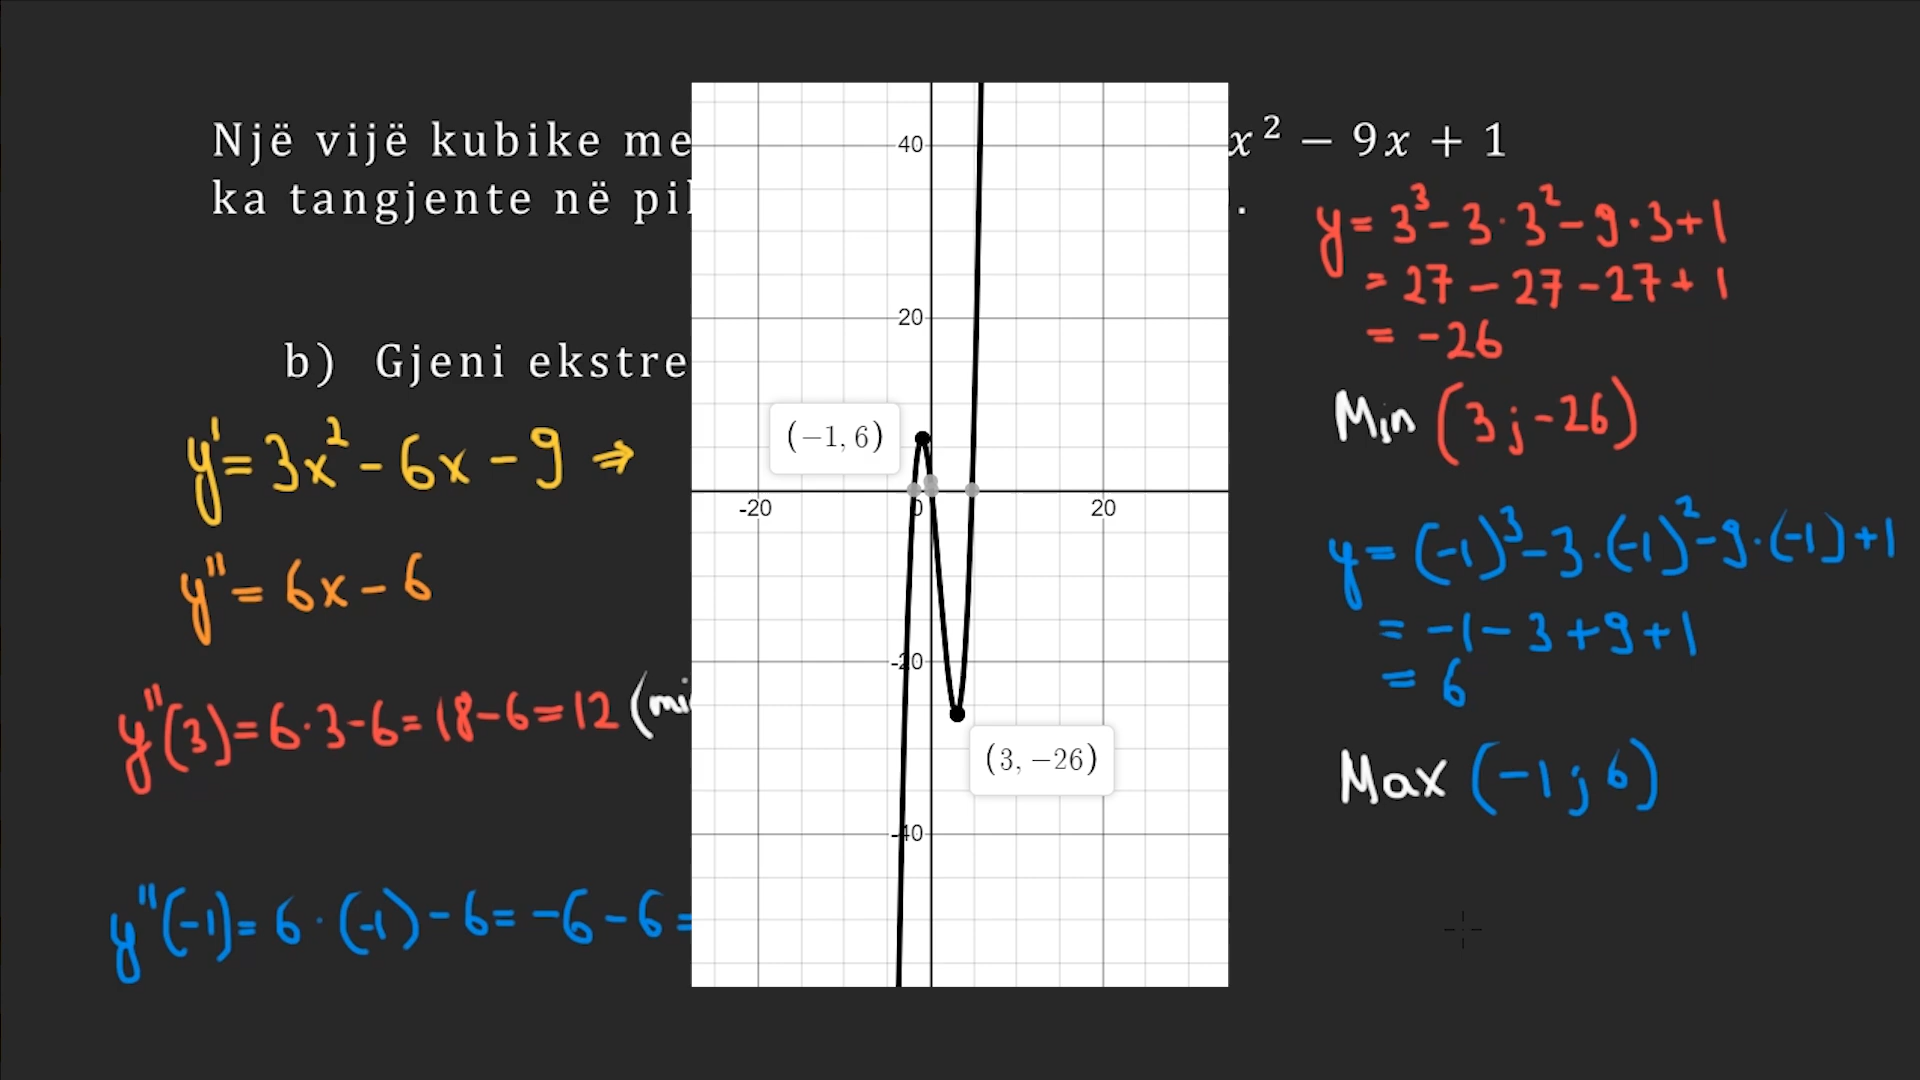 Një vijë kubike me x² − 9x + 1
ka tangjente në pi .
b) Gjeni ekstre
y' = 3x² - 6x - 9 ⇒
y'' = 6x - 6
y''(3) = 6·3-6 = 18-6 = 12 (mi
y''(-1) = 6·(-1) - 6 = -6 - 6 =
40
20
(−1, 6)
-20
0
20
-20
(3, −26)
-40
y = 3³ - 3·3² - 9·3+1
= 27 - 27 - 27 + 1
= -26
Min (3; -26)
y = (-1)³ - 3·(-1)² - 9·(-1) + 1
= -1 - 3 + 9 + 1
= 6
Max (-1; 6)